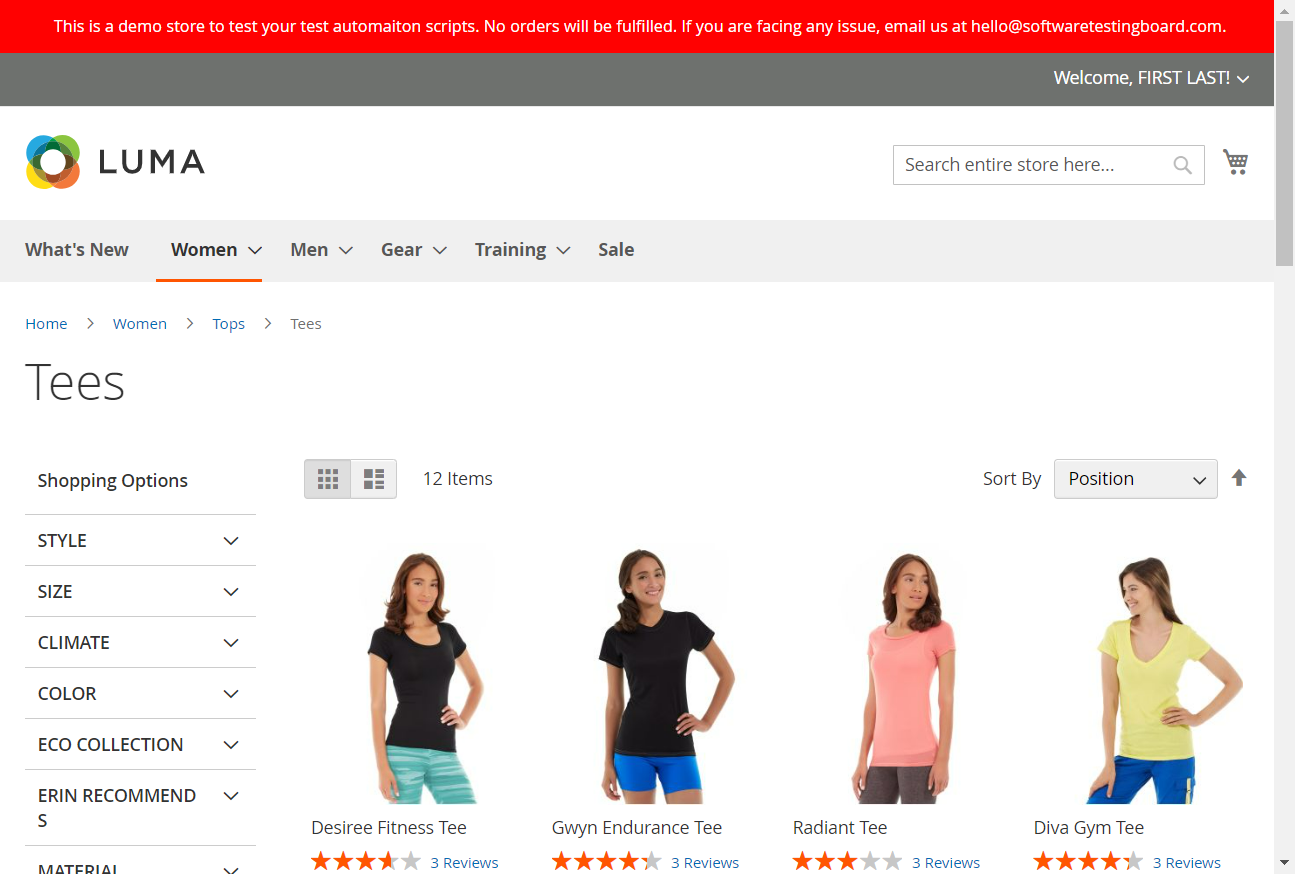 This is a demo store to test your test automaiton scripts. No orders will be fulfilled. If you are facing any issue, email us at hello@softwaretestingboard.com.
Welcome, FIRST LAST!
LUMA
Search entire store here...
What's New Women Men Gear Training Sale
Home > Women > Tops > Tees
Tees
Shopping Options
12 Items
Sort By Position
STYLE
SIZE
CLIMATE
COLOR
ECO COLLECTION
ERIN RECOMMEND
S
MATERIAL
Desiree Fitness Tee
3 Reviews
Gwyn Endurance Tee
3 Reviews
Radiant Tee
3 Reviews
Diva Gym Tee
3 Reviews